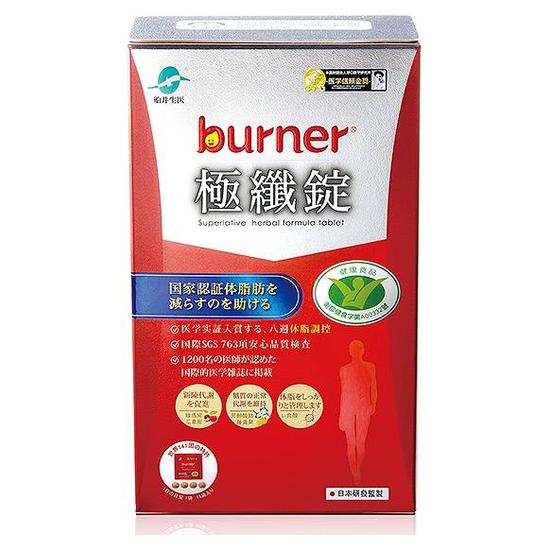 船井生医
医学信頼金奨
burner®
極纖錠
Superlative herbal formula tablet
国家認証体脂肪を
減らすのを助ける
健康食品
衛部健食字第A00332號
医学実証入賞する、八週体脂調控
国際SGS 763項安心品質検査
1200名の医師が認めた
国際的医学雑誌に掲載
新陳代謝
を促進
糖質の正常
代謝を維持
体脂をしっか
りと管理します
burner
日本研發監製